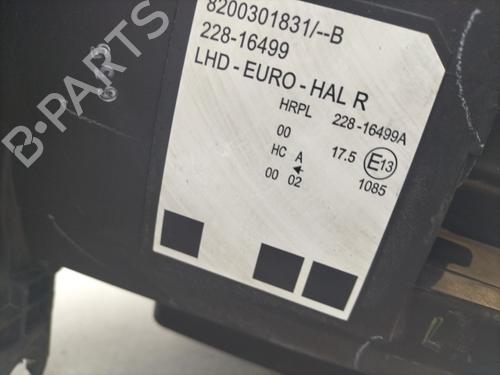 8200301831/--B
228-16499
LHD-EURO-HAL R
HRPL 228-16499A
00
HC A 17.5 E13
00 02 1085
B-PARTS